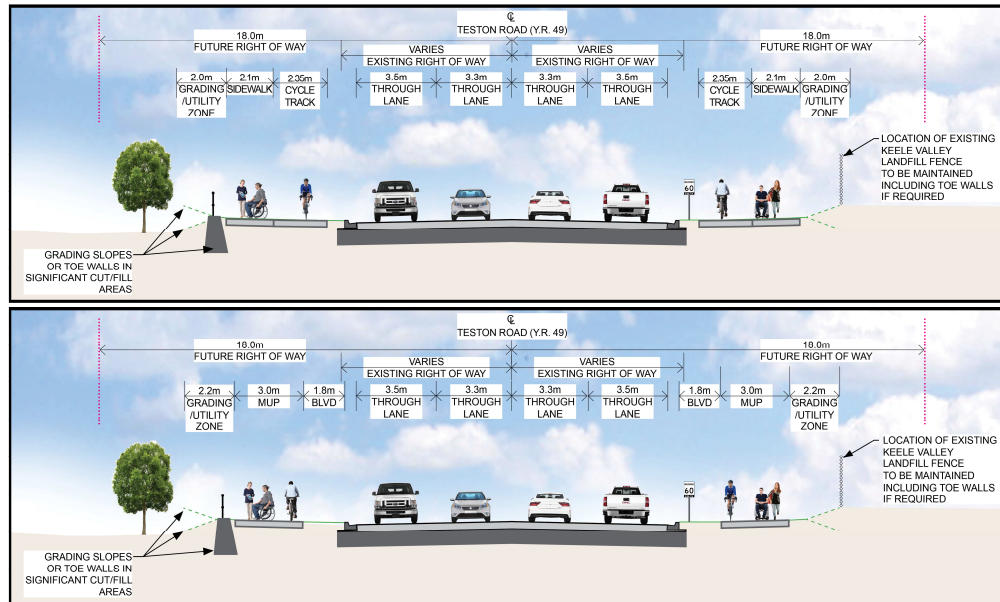 ℄
TESTON ROAD (Y.R. 49)
18.0m
FUTURE RIGHT OF WAY
VARIES
EXISTING RIGHT OF WAY
VARIES
EXISTING RIGHT OF WAY
18.0m
FUTURE RIGHT OF WAY
2.0m
GRADING
/UTILITY
ZONE
2.1m
SIDEWALK
2.35m
CYCLE
TRACK
3.5m
THROUGH
LANE
3.3m
THROUGH
LANE
3.3m
THROUGH
LANE
3.5m
THROUGH
LANE
2.35m
CYCLE
TRACK
2.1m
SIDEWALK
2.0m
GRADING
/UTILITY
ZONE
LOCATION OF EXISTING
KEELE VALLEY
LANDFILL FENCE
TO BE MAINTAINED
INCLUDING TOE WALLS
IF REQUIRED
60
GRADING SLOPES
OR TOE WALLS IN
SIGNIFICANT CUT/FILL
AREAS
℄
TESTON ROAD (Y.R. 49)
18.0m
FUTURE RIGHT OF WAY
VARIES
EXISTING RIGHT OF WAY
VARIES
EXISTING RIGHT OF WAY
18.0m
FUTURE RIGHT OF WAY
2.2m
GRADING
/UTILITY
ZONE
3.0m
MUP
1.8m
BLVD
3.5m
THROUGH
LANE
3.3m
THROUGH
LANE
3.3m
THROUGH
LANE
3.5m
THROUGH
LANE
1.8m
BLVD
3.0m
MUP
2.2m
GRADING
/UTILITY
ZONE
LOCATION OF EXISTING
KEELE VALLEY
LANDFILL FENCE
TO BE MAINTAINED
INCLUDING TOE WALLS
IF REQUIRED
60
GRADING SLOPES
OR TOE WALLS IN
SIGNIFICANT CUT/FILL
AREAS